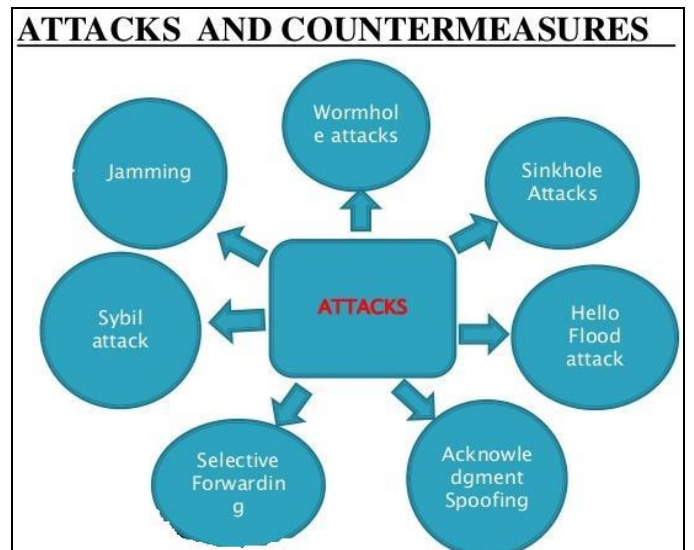 ATTACKS AND COUNTERMEASURES
Wormhol
e attacks
Jamming
Sinkhole
Attacks
ATTACKS
Sybil
attack
Hello
Flood
attack
Selective
Forwardin
g
Acknowle
dgment
Spoofing